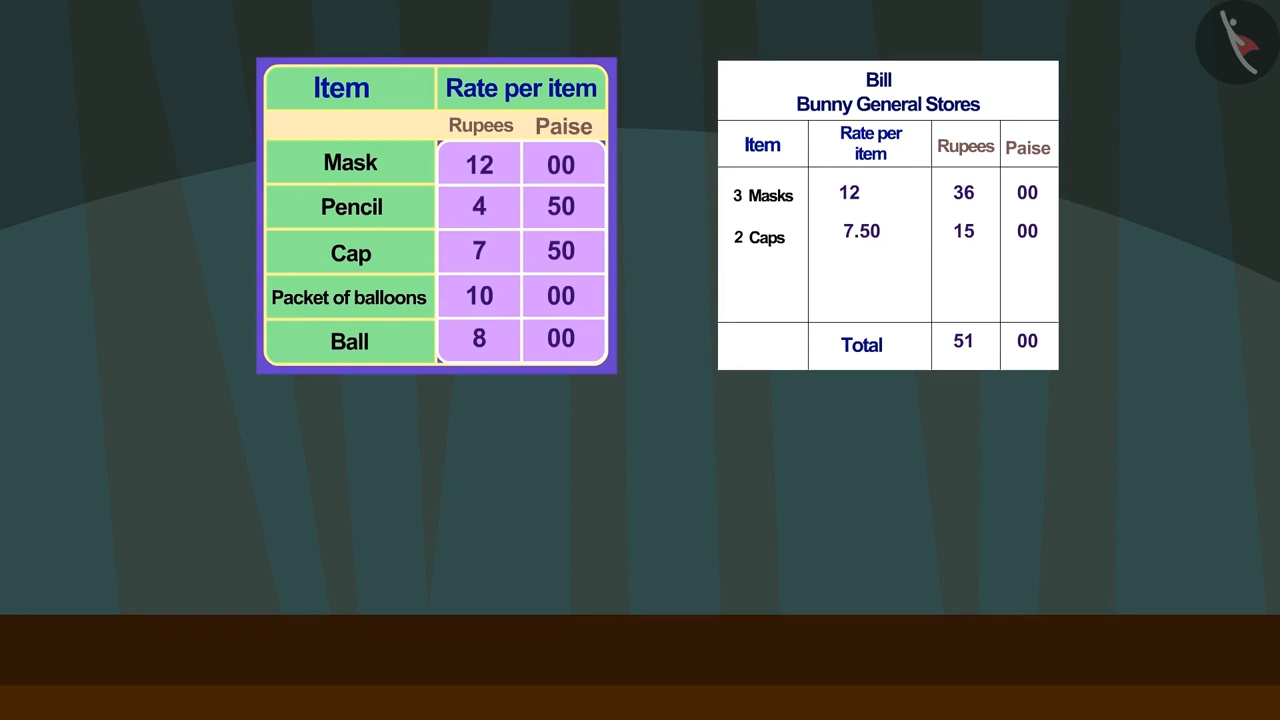 Item Rate per item
Rupees Paise
Mask 12 00
Pencil 4 50
Cap 7 50
Packet of balloons 10 00
Ball 8 00
Bill
Bunny General Stores
Item Rate per item Rupees Paise
3 Masks 12 36 00
2 Caps 7.50 15 00
Total 51 00